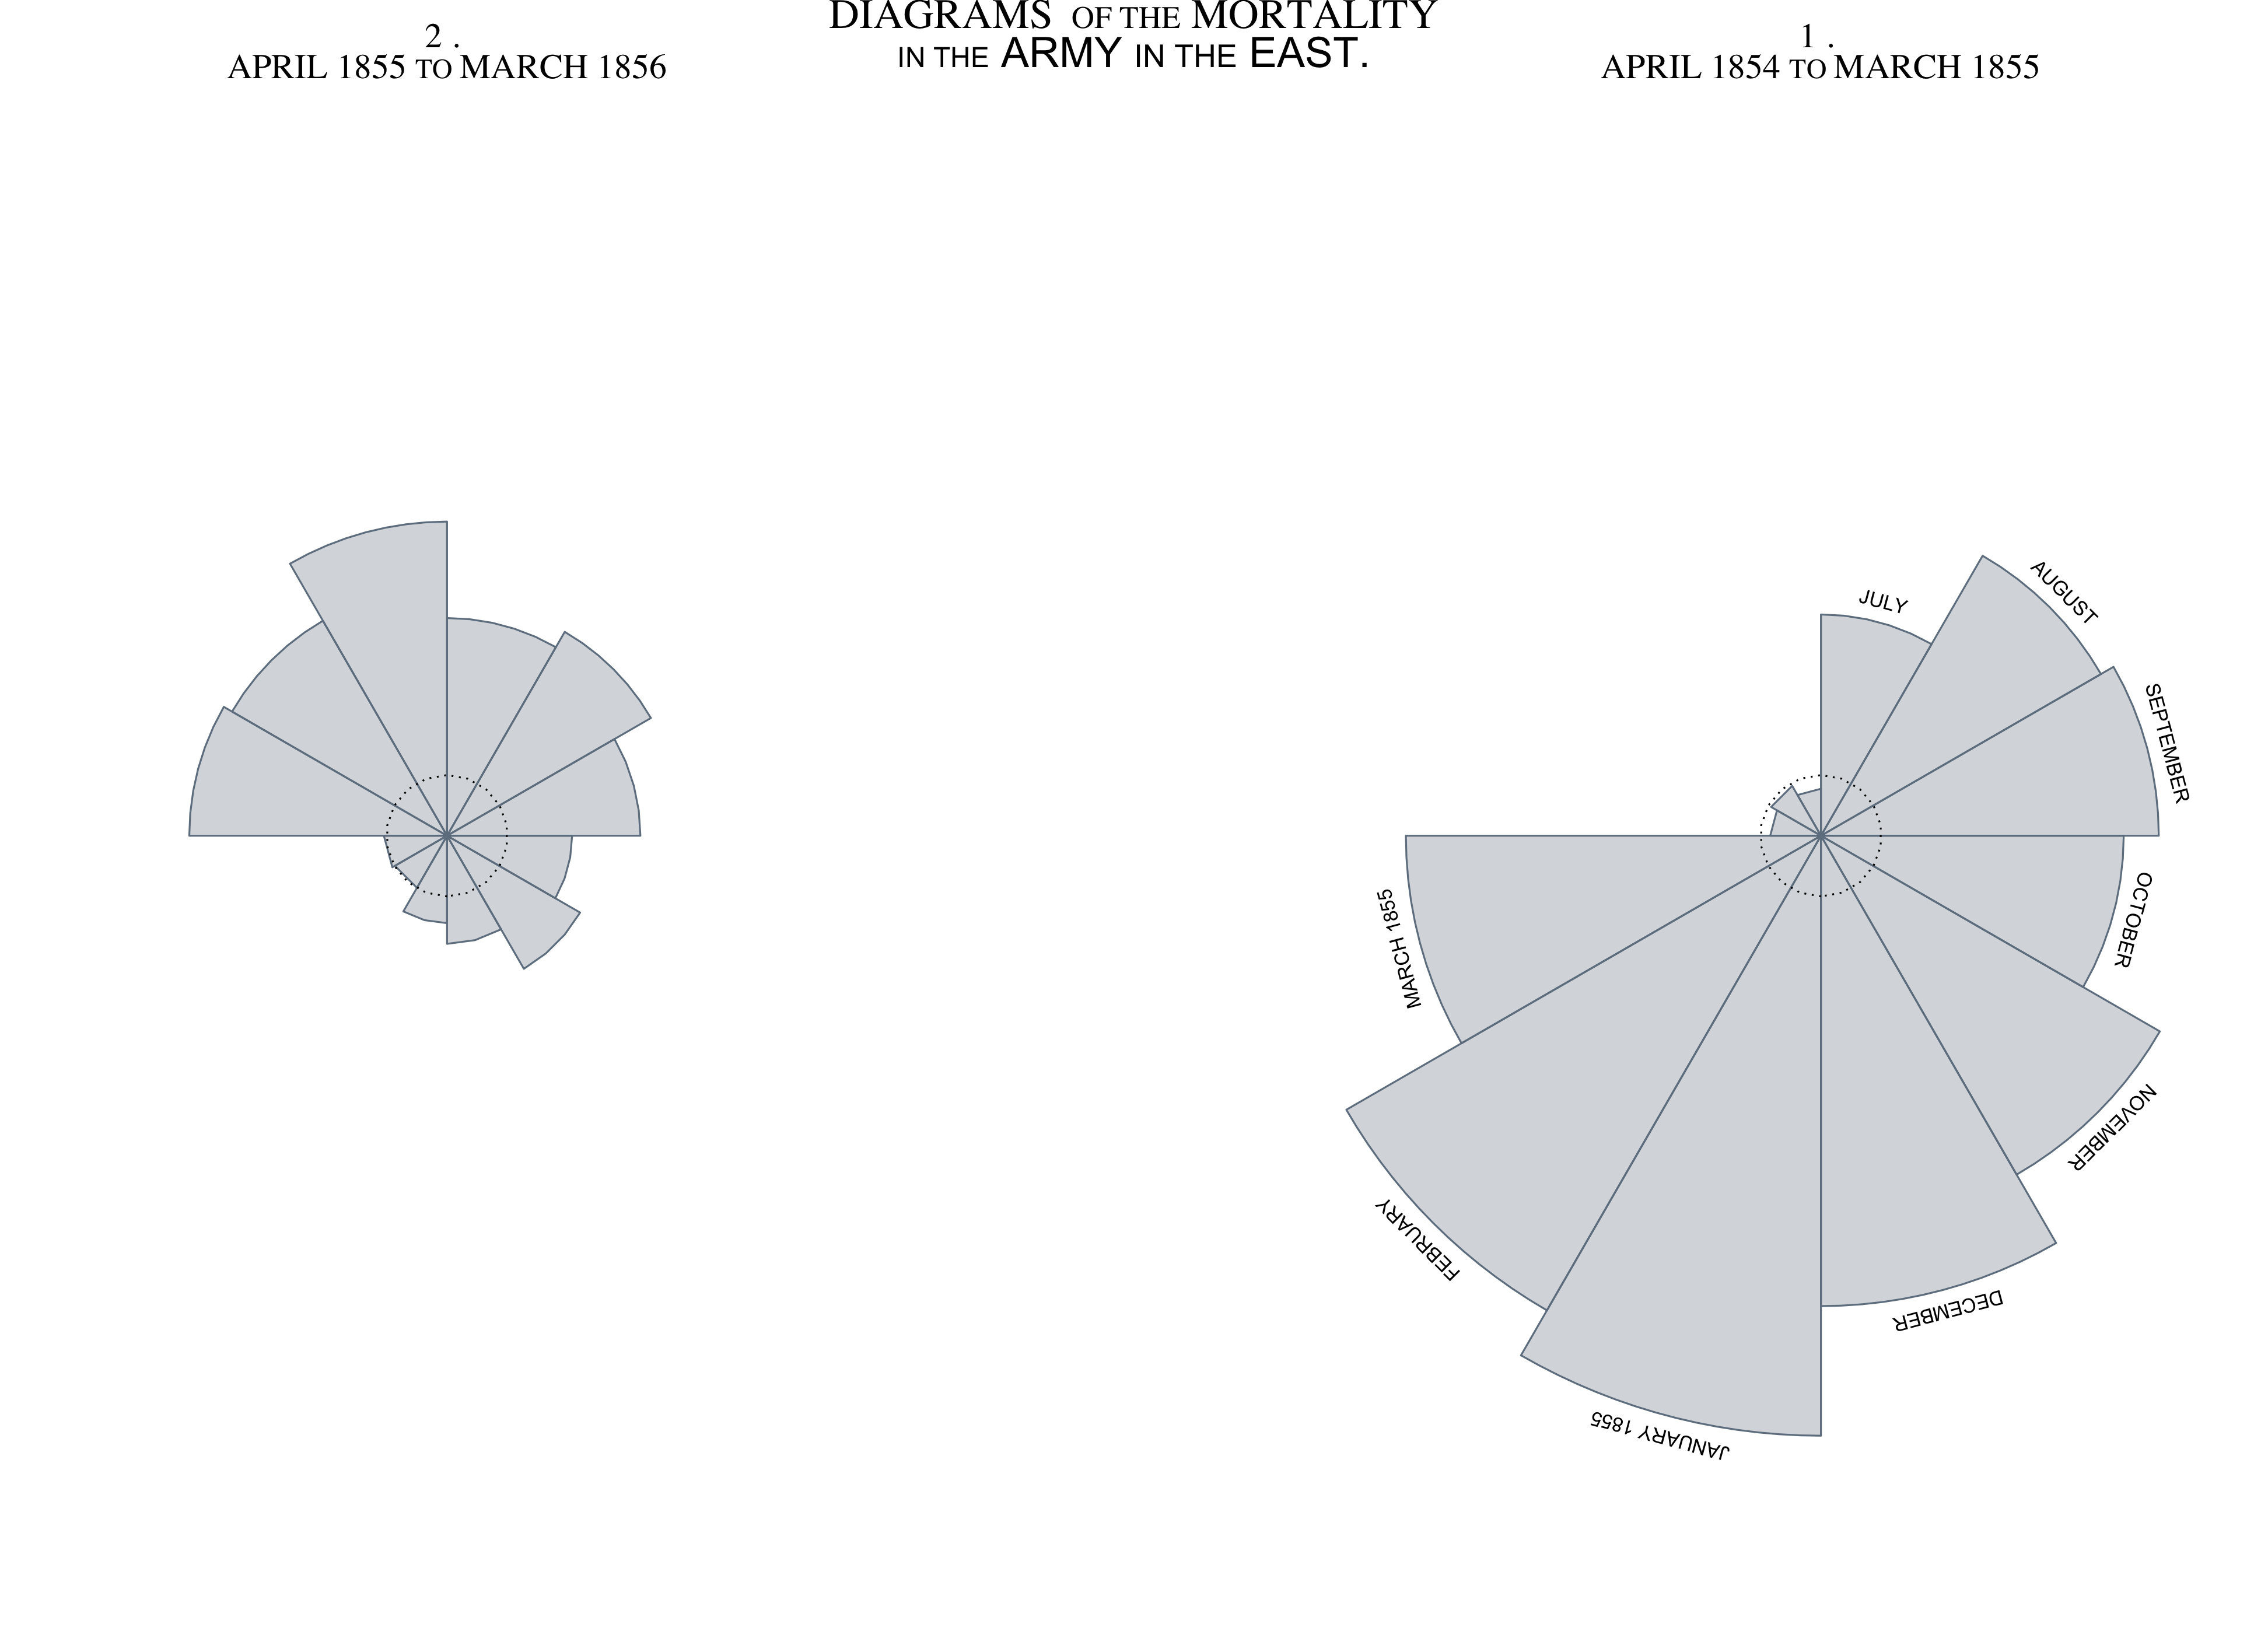 DIAGRAMS OF THE MORTALITY
IN THE ARMY IN THE EAST.
2 .
APRIL 1855 TO MARCH 1856
1 .
APRIL 1854 TO MARCH 1855
JULY
AUGUST
SEPTEMBER
OCTOBER
NOVEMBER
DECEMBER
JANUARY 1855
FEBRUARY
MARCH 1855